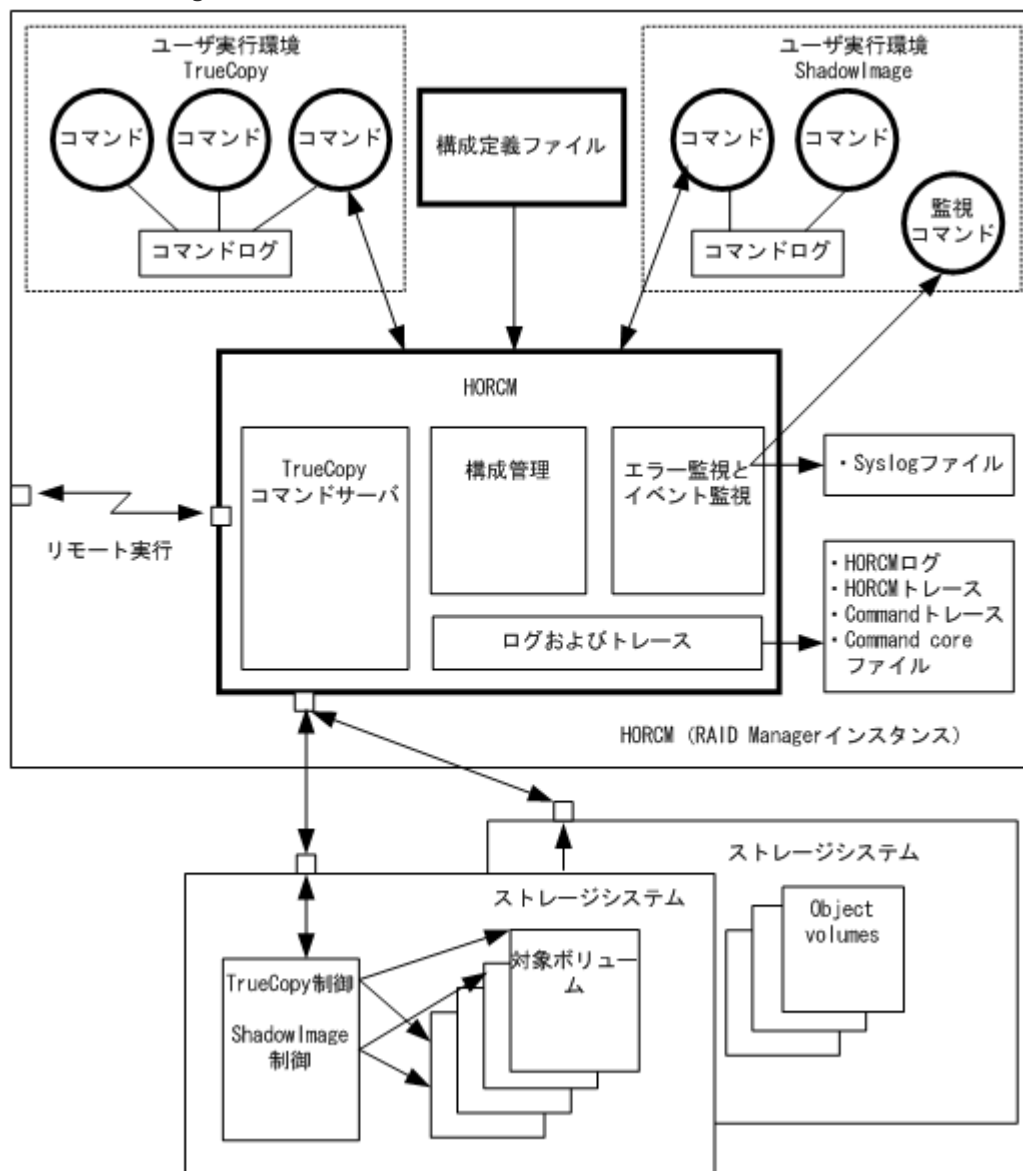 ユーザ実行環境
TrueCopy
コマンド
コマンド
コマンド
コマンドログ
構成定義ファイル
ユーザ実行環境
ShadowImage
コマンド
コマンド
監視
コマンド
コマンドログ
HORCM
TrueCopy
コマンドサーバ
構成管理
エラー監視と
イベント監視
・Syslogファイル
リモート実行
ログおよびトレース
・HORCMログ
・HORCMトレース
・Commandトレース
・Command core
ファイル
HORCM (RAID Managerインスタンス)
ストレージシステム
Object
volumes
ストレージシステム
対象ボリュー
ム
TrueCopy制御
ShadowImage
制御